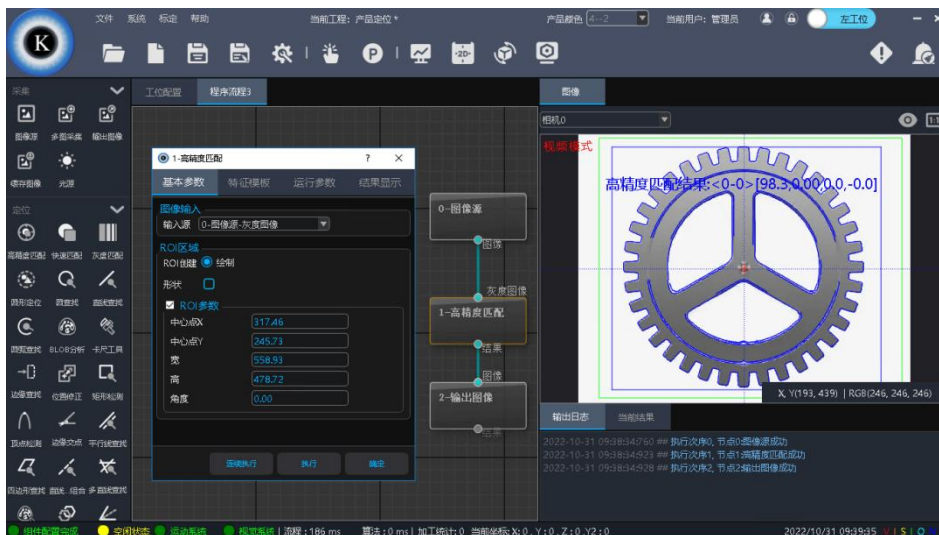 K
文件 系统 标定 帮助
当前工程: 产品定位 *
产品颜色 4--2
当前用户: 管理员
左工位
P
-2D-
采集
图像源 多图采集 输出图像
缓存图像 光源
定位
高精度匹配 快速匹配 灰度匹配
圆形定位 圆查找 直线查找
圆弧查找 BLOB分析 卡尺工具
边缘查找 位置修正 矩形检测
顶点检测 边缘交点 平行线查找
四边形查找 直线组合 多直线查找
工位配置 程序流程3
1-高精度匹配 ? ×
基本参数 特征模板 运行参数 结果显示
图像输入
输入源 0-图像源-灰度图像
ROI区域
ROI创建 绘制
形状
ROI参数
中心点X 317.46
中心点Y 245.73
宽 558.93
高 478.72
角度 0.00
连续执行 执行 确定
0-图像源
图像
灰度图像
1-高精度匹配
结果
图像
2-输出图像
结果
图像
相机0
1:1
视频模式
高精度匹配结果:<0-0>[98.3,0.00,0.0,-0.0]
X, Y(193, 439) | RGB(246, 246, 246)
输出日志 当前结果
2022-10-31 09:38:34:760 ## 执行次序0, 节点0图像源成功
2022-10-31 09:38:34:923 ## 执行次序1, 节点1高精度匹配成功
2022-10-31 09:38:34:928 ## 执行次序2, 节点2输出图像成功
组件配置完成 空闲状态 运动系统 视觉系统 | 流程 : 186 ms 算法 : 0 ms | 加工统计: 0 当前坐标: X : 0 , Y : 0 , Z : 0 ,Y2 : 0
2022/10/31 09:39:35 V | S | O